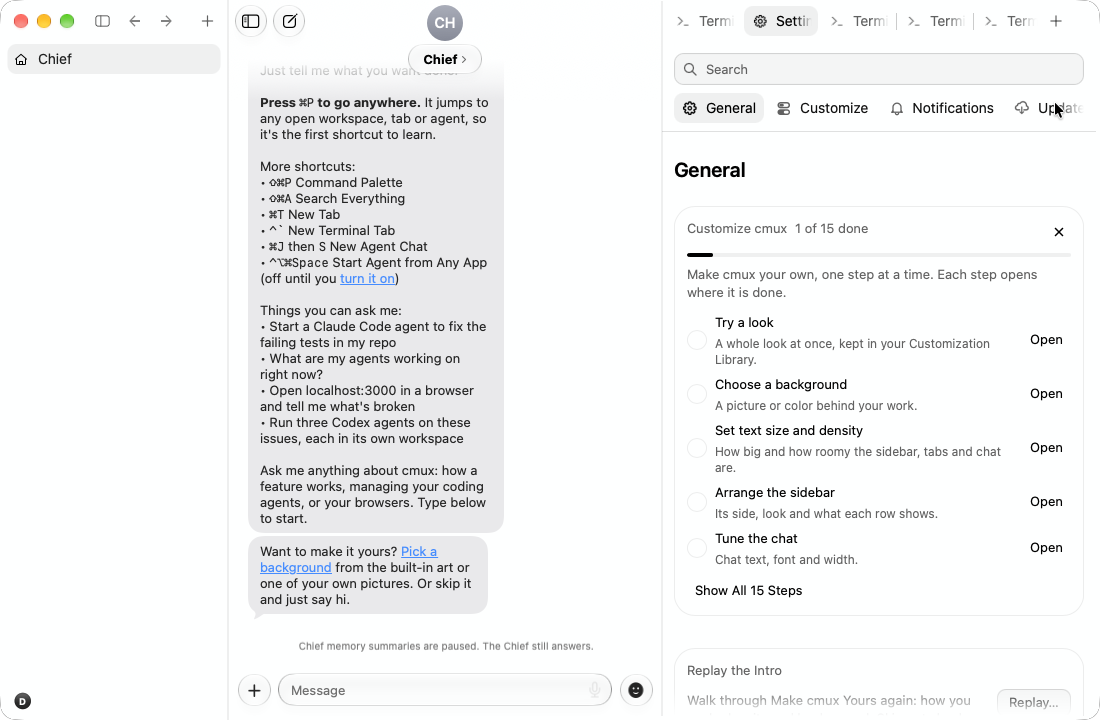 Chief
CH
Chief
Just tell me what you want done.
Press ⌘P to go anywhere. It jumps to
any open workspace, tab or agent, so
it's the first shortcut to learn.
More shortcuts:
• ⇧⌘P Command Palette
• ⇧⌘A Search Everything
• ⌘T New Tab
• ^` New Terminal Tab
• ⌘J then S New Agent Chat
• ^⌥⌘Space Start Agent from Any App
(off until you turn it on)
Things you can ask me:
• Start a Claude Code agent to fix the
failing tests in my repo
• What are my agents working on
right now?
• Open localhost:3000 in a browser
and tell me what's broken
• Run three Codex agents on these
issues, each in its own workspace
Ask me anything about cmux: how a
feature works, managing your coding
agents, or your browsers. Type below
to start.
Want to make it yours? Pick a
background from the built-in art or
one of your own pictures. Or skip it
and just say hi.
Chief memory summaries are paused. The Chief still answers.
Message
D
Termi Settin Termi Termi Term
Search
General Customize Notifications Update
General
Customize cmux 1 of 15 done
Make cmux your own, one step at a time. Each step opens
where it is done.
Try a look
A whole look at once, kept in your Customization
Library.
Open
Choose a background
A picture or color behind your work.
Open
Set text size and density
How big and how roomy the sidebar, tabs and chat
are.
Open
Arrange the sidebar
Its side, look and what each row shows.
Open
Tune the chat
Chat text, font and width.
Open
Show All 15 Steps
Replay the Intro
Walk through Make cmux Yours again: how you
Replay...